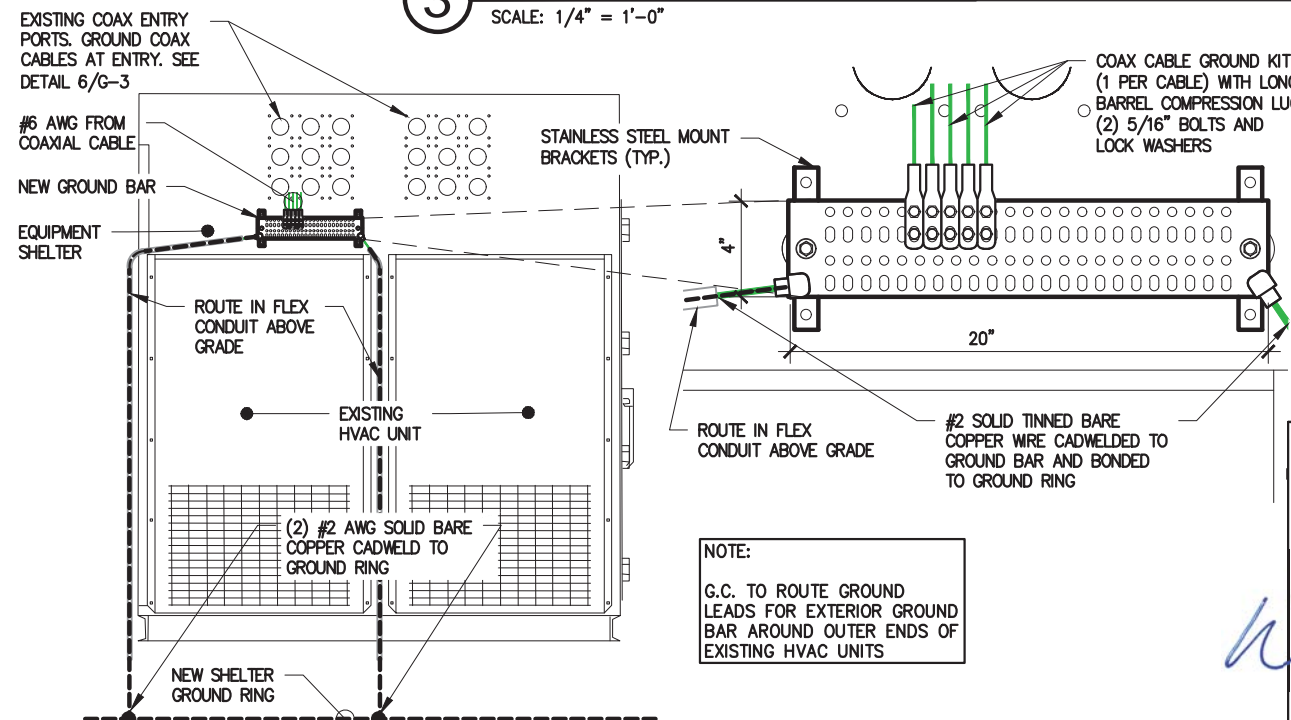 3
SCALE: 1/4" = 1'-0"
EXISTING COAX ENTRY
PORTS. GROUND COAX
CABLES AT ENTRY. SEE
DETAIL 6/G-3
#6 AWG FROM
COAXIAL CABLE
NEW GROUND BAR
EQUIPMENT
SHELTER
ROUTE IN FLEX
CONDUIT ABOVE
GRADE
EXISTING
HVAC UNIT
(2) #2 AWG SOLID BARE
COPPER CADWELD TO
GROUND RING
NEW SHELTER
GROUND RING
STAINLESS STEEL MOUNT
BRACKETS (TYP.)
COAX CABLE GROUND KIT
(1 PER CABLE) WITH LONG
BARREL COMPRESSION LU
(2) 5/16" BOLTS AND
LOCK WASHERS
4"
20"
ROUTE IN FLEX
CONDUIT ABOVE GRADE
#2 SOLID TINNED BARE
COPPER WIRE CADWELDED TO
GROUND BAR AND BONDED
TO GROUND RING
NOTE:
G.C. TO ROUTE GROUND
LEADS FOR EXTERIOR GROUND
BAR AROUND OUTER ENDS OF
EXISTING HVAC UNITS